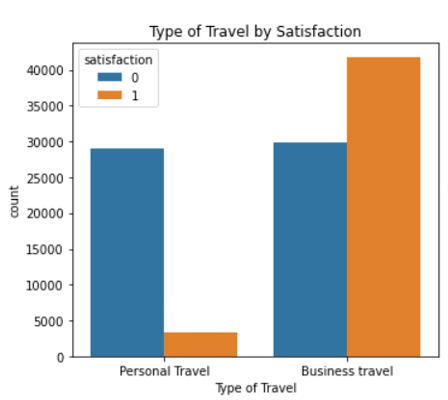 Type of Travel by Satisfaction
satisfaction
0
1
40000
35000
30000
25000
20000
15000
10000
5000
0
count
Personal Travel
Business travel
Type of Travel